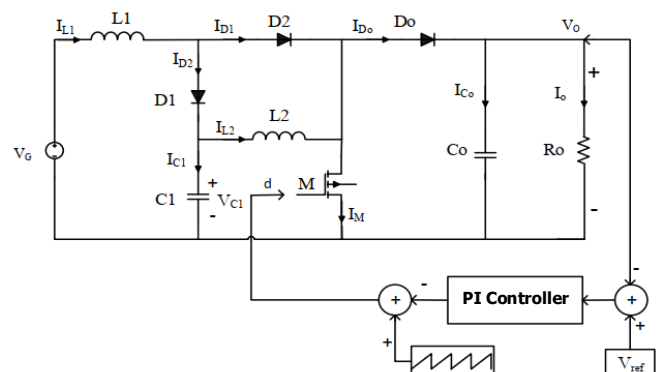 I_L1 L1 I_D1 D2 I_Do Do V_O
I_D2
D1
L2
I_L2
I_Co
+
I_o
V_G
I_C1
Co
Ro
C1
+
V_C1
-
d
M
I_M
-
-
+
-
PI Controller
+
+
+
V_ref